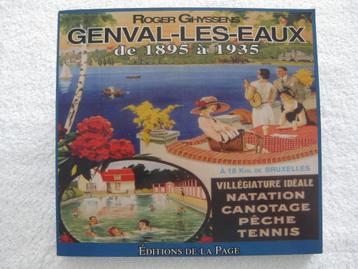 ROGER GHYSSENS
GENVAL-LES-EAUX
de 1895 à 1935
A 18 KM. DE BRUXELLES
VILLÉGIATURE IDÉALE
NATATION
CANOTAGE
PÊCHE
TENNIS
ÉDITIONS DE LA PAGE